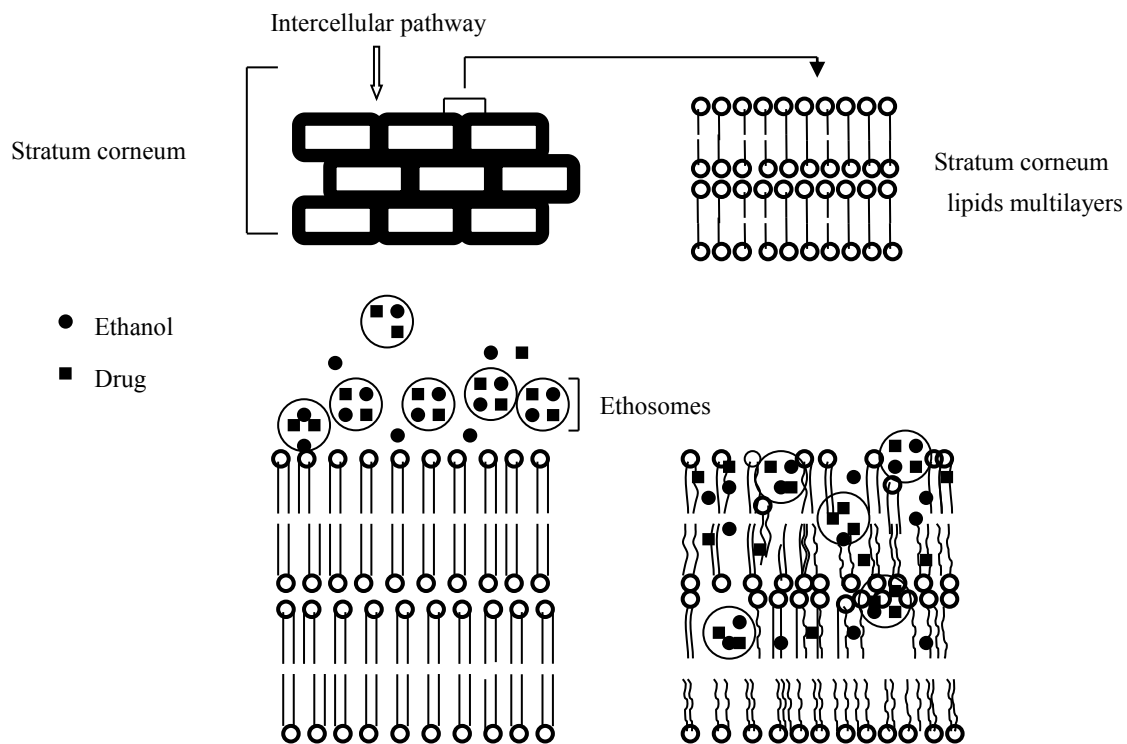 Intercellular pathway
Stratum corneum
Stratum corneum
lipids multilayers
Ethanol
Drug
Ethosomes